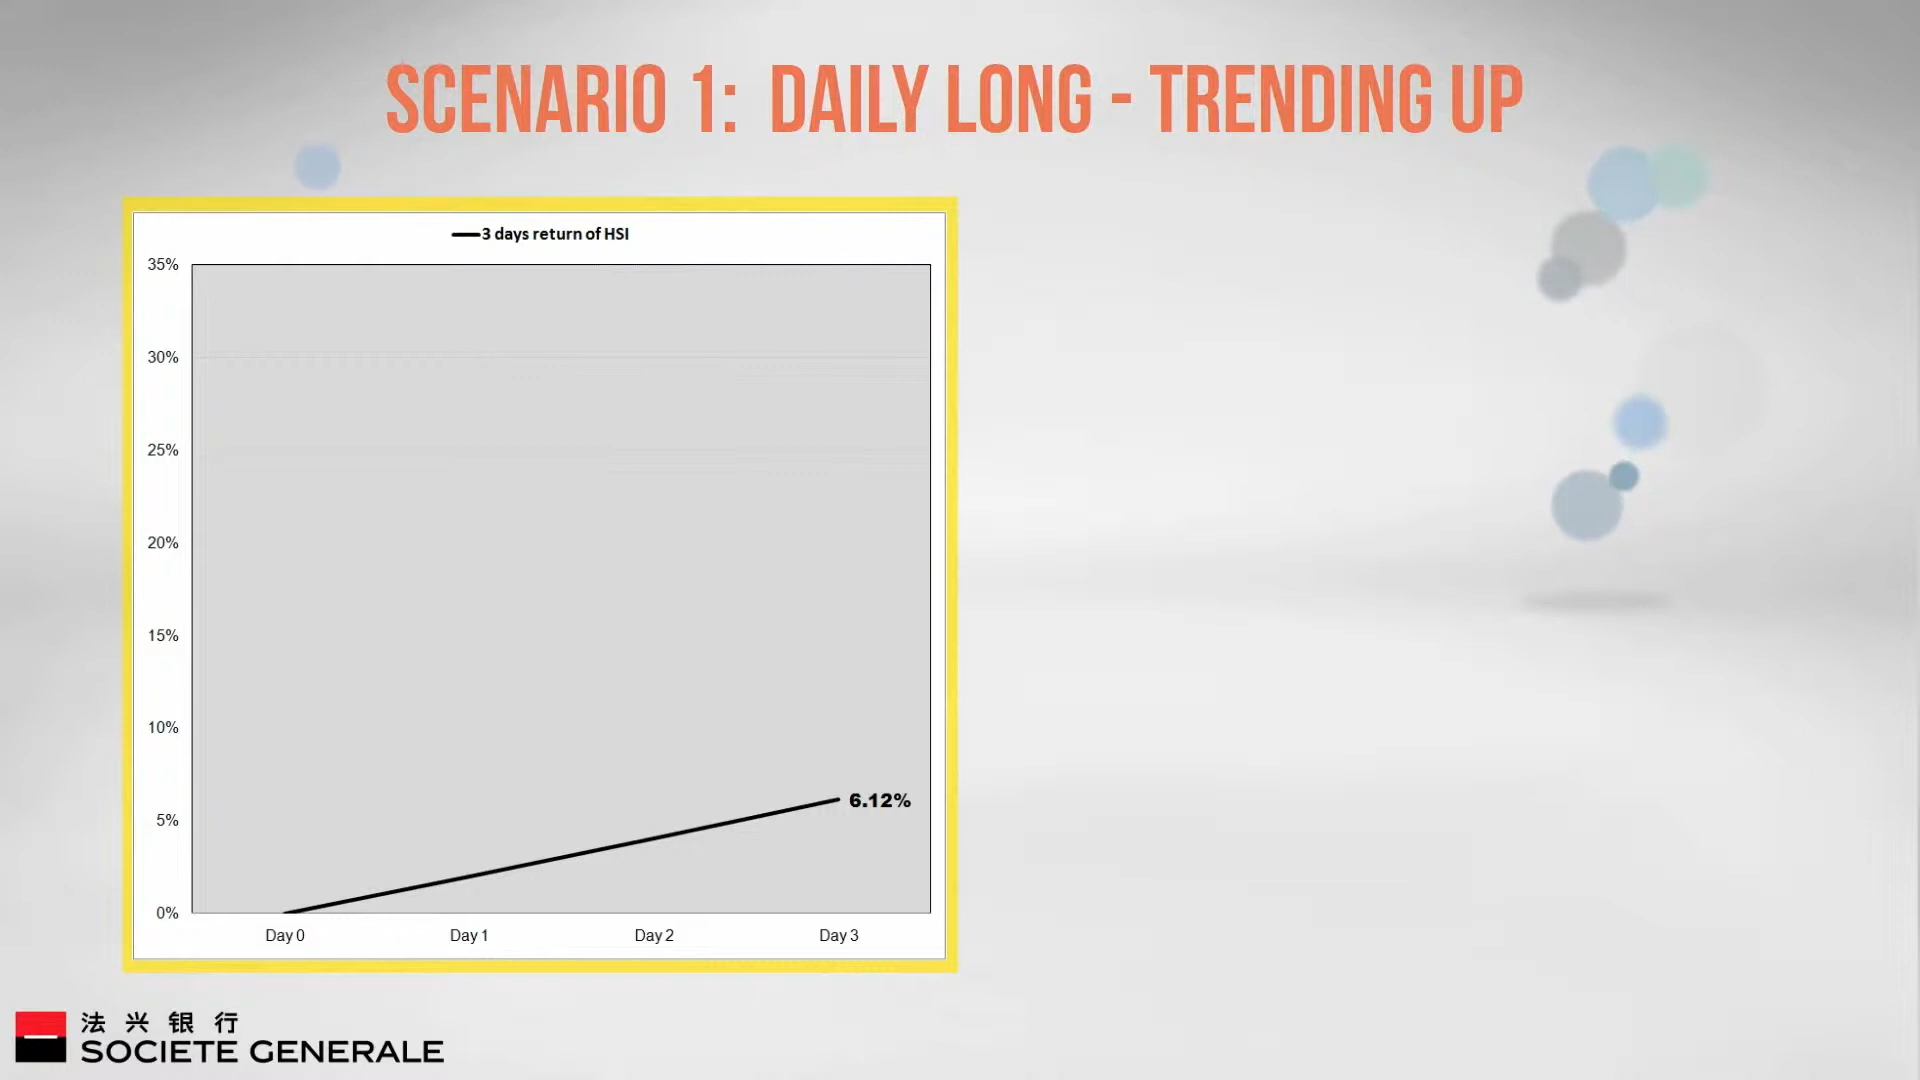 SCENARIO 1: DAILY LONG - TRENDING UP
3 days return of HSI
35%
30%
25%
20%
15%
10%
5%
0%
6.12%
Day 0 Day 1 Day 2 Day 3
法兴银行
SOCIETE GENERALE